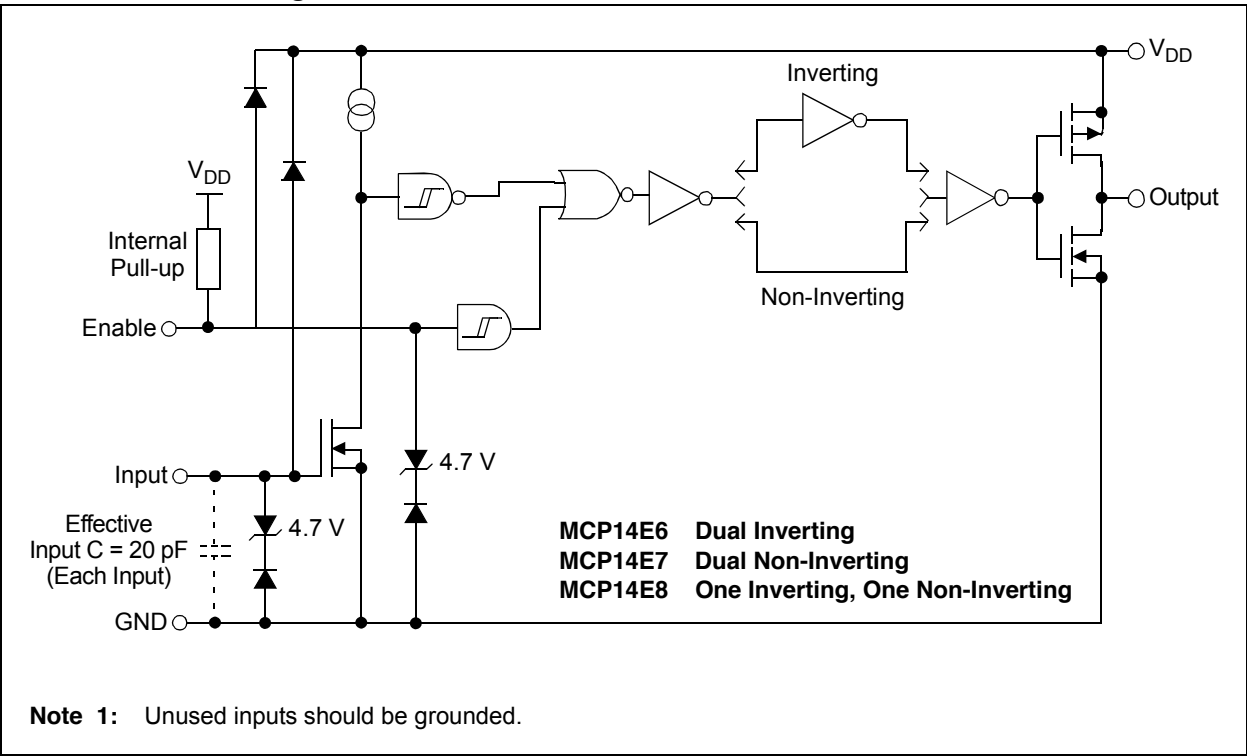 VDD
Inverting
VDD
Output
Internal
Pull-up
Non-Inverting
Enable
4.7 V
Input
Effective
Input C = 20 pF
(Each Input)
4.7 V
MCP14E6 Dual Inverting
MCP14E7 Dual Non-Inverting
MCP14E8 One Inverting, One Non-Inverting
GND
Note 1: Unused inputs should be grounded.